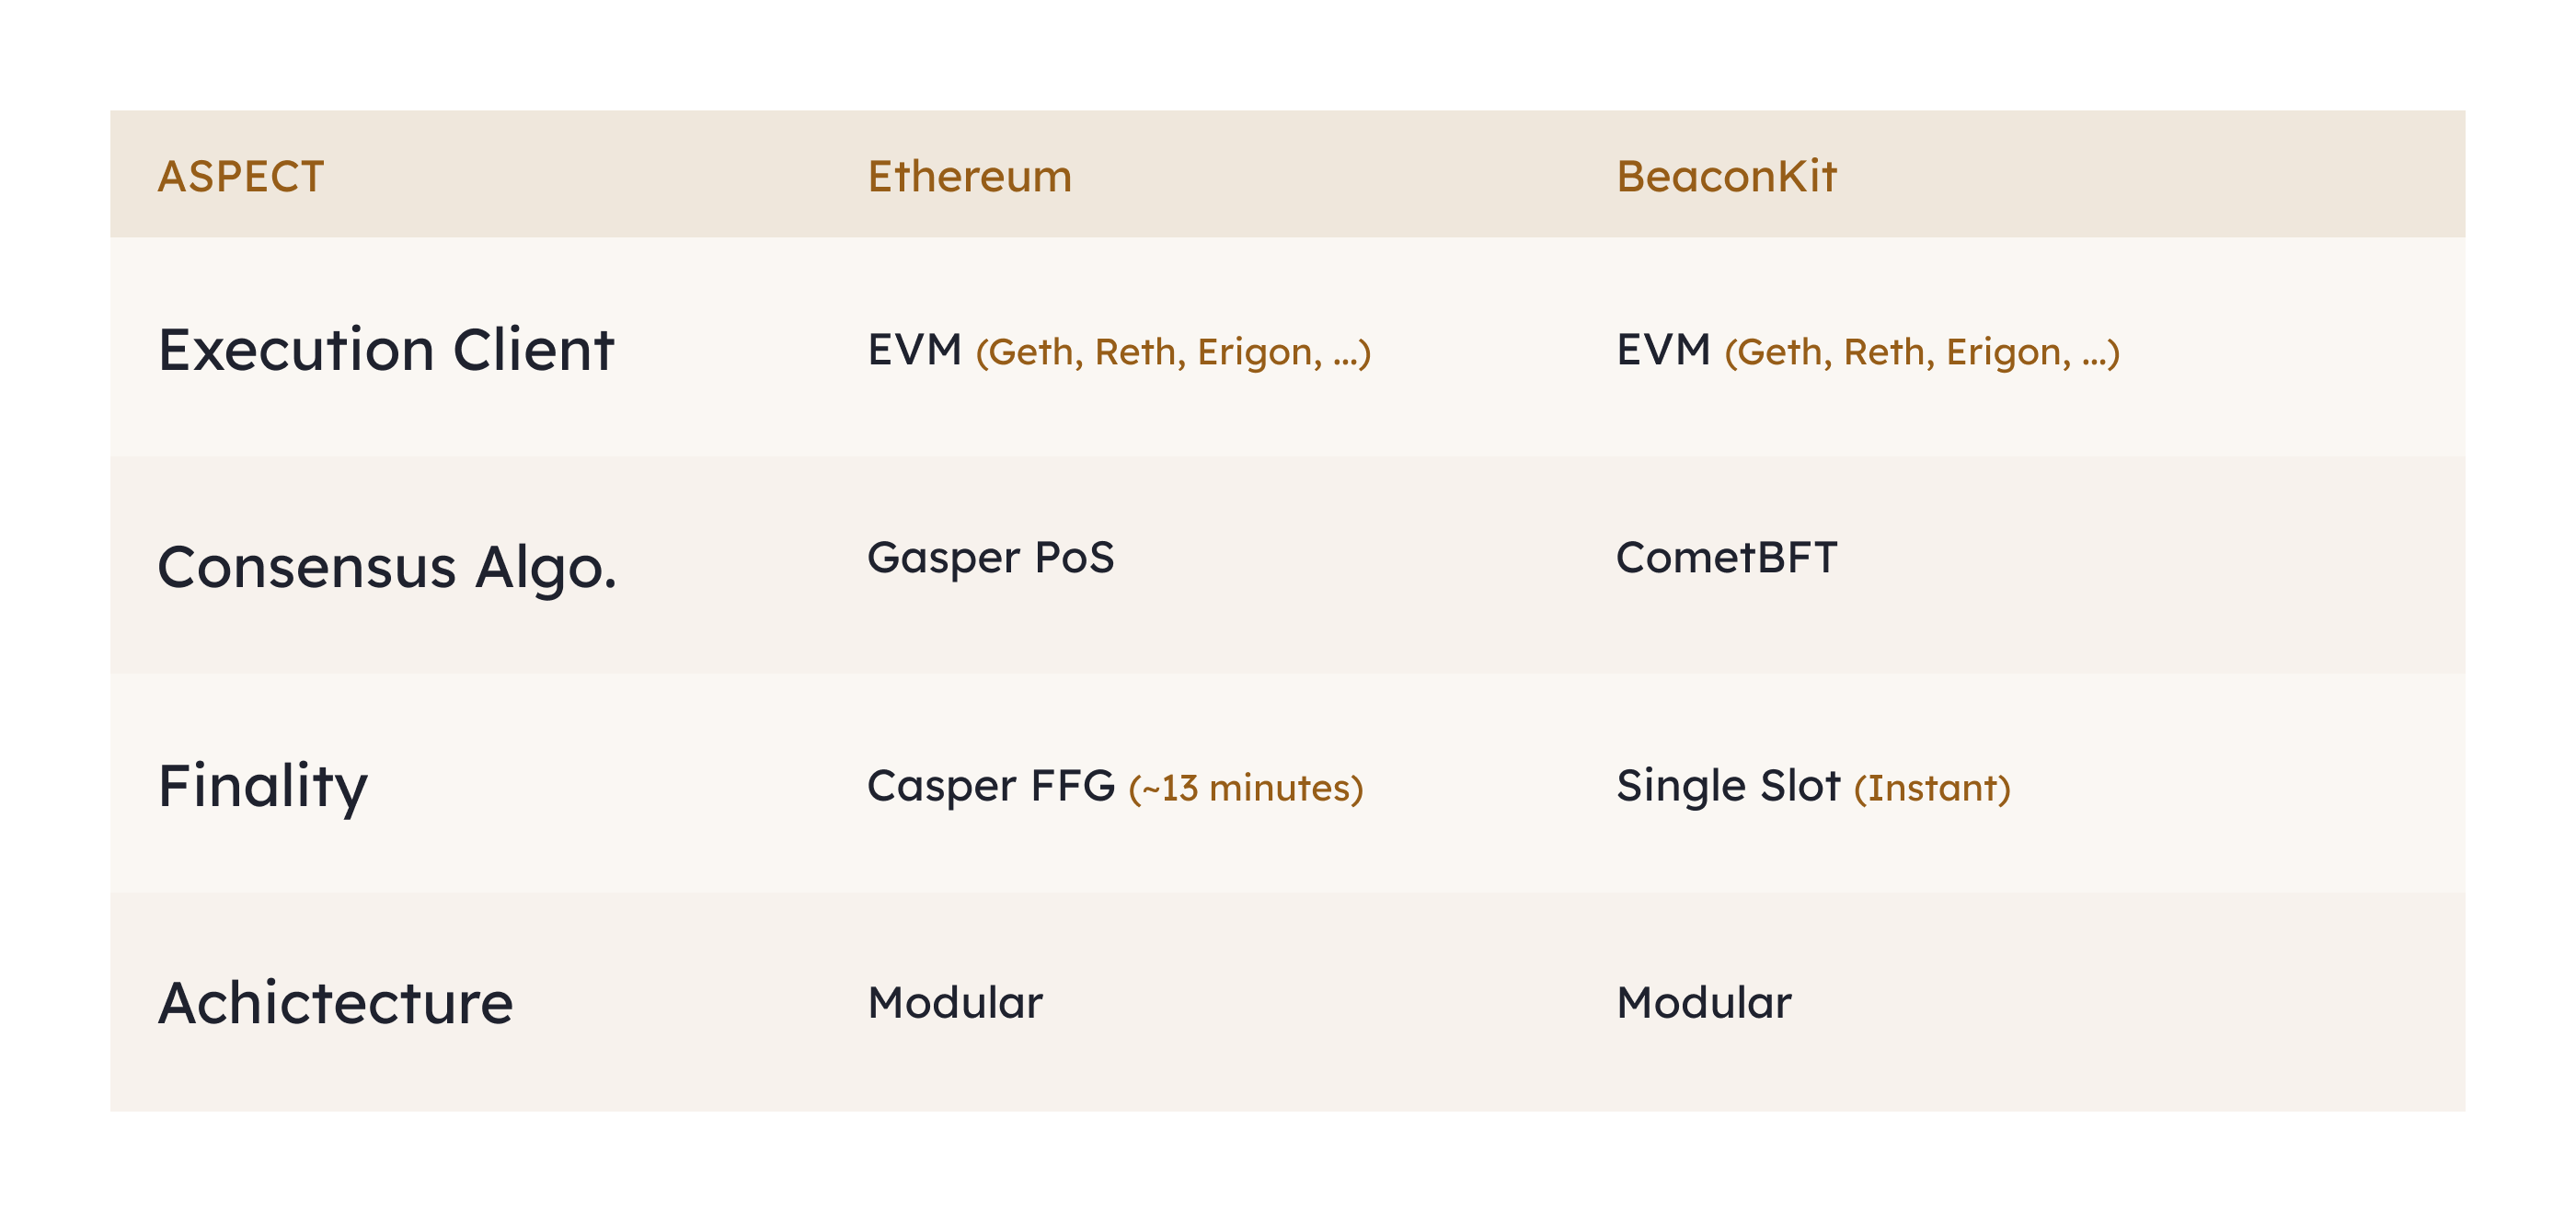 ASPECT Ethereum BeaconKit
Execution Client EVM (Geth, Reth, Erigon, ...) EVM (Geth, Reth, Erigon, ...)
Consensus Algo. Gasper PoS CometBFT
Finality Casper FFG (~13 minutes) Single Slot (Instant)
Achictecture Modular Modular